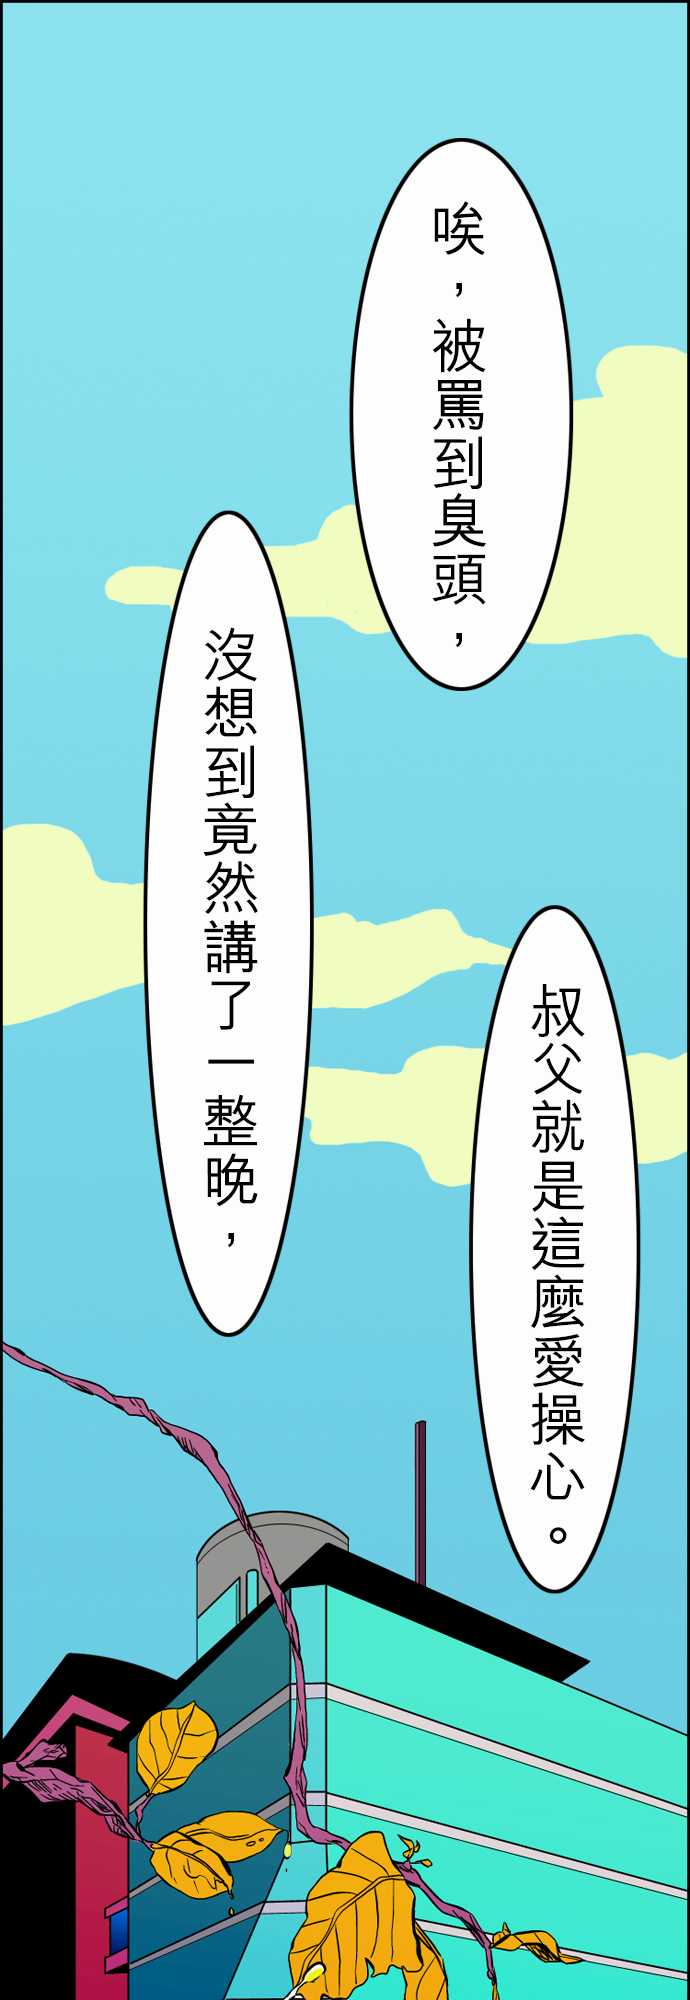 唉，被罵到臭頭，
沒想到竟然講了一整晚，
叔父就是這麼愛操心。